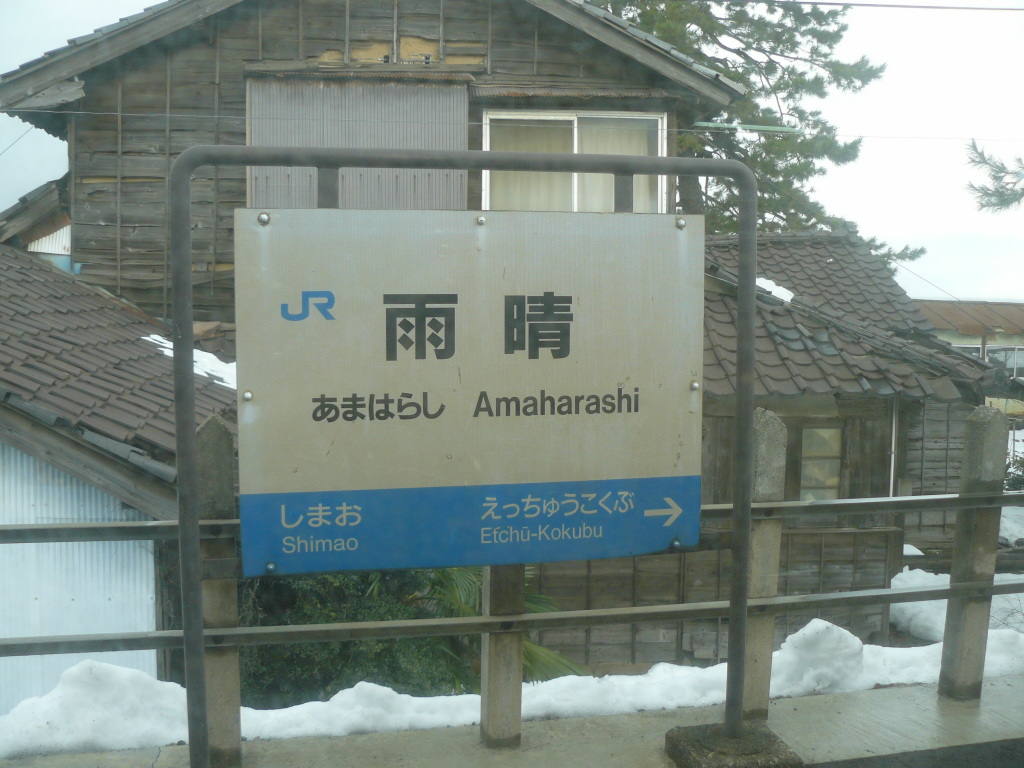 JR 雨晴
あまはらし Amaharashi
しまお えっちゅうこくぶ →
Shimao Etchū-Kokubu